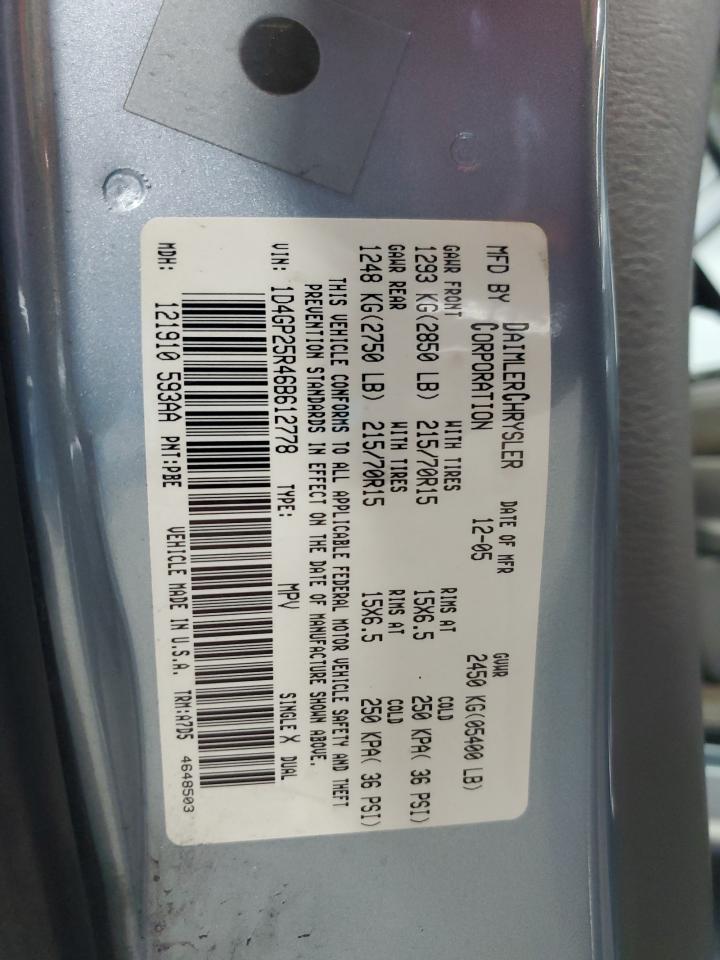 MFD BY DAIMLERCHRYSLER CORPORATION DATE OF MFR 12-05 GVWR 2450 KG(05400 LB)
GAWR FRONT WITH TIRES RIMS AT COLD
1293 KG(2850 LB) 215/70R15 15X6.5 250 KPA( 36 PSI)
GAWR REAR WITH TIRES RIMS AT COLD
1248 KG(2750 LB) 215/70R15 15X6.5 250 KPA( 36 PSI)
THIS VEHICLE CONFORMS TO ALL APPLICABLE FEDERAL MOTOR VEHICLE SAFETY AND THEFT
PREVENTION STANDARDS IN EFFECT ON THE DATE OF MANUFACTURE SHOWN ABOVE.
VIN: 1D4GP25R46B612778 TYPE: MPV SINGLE X DUAL
MDH: 121910 593AA PNT:PBE VEHICLE MADE IN U.S.A. TRM:A7D5 4648503